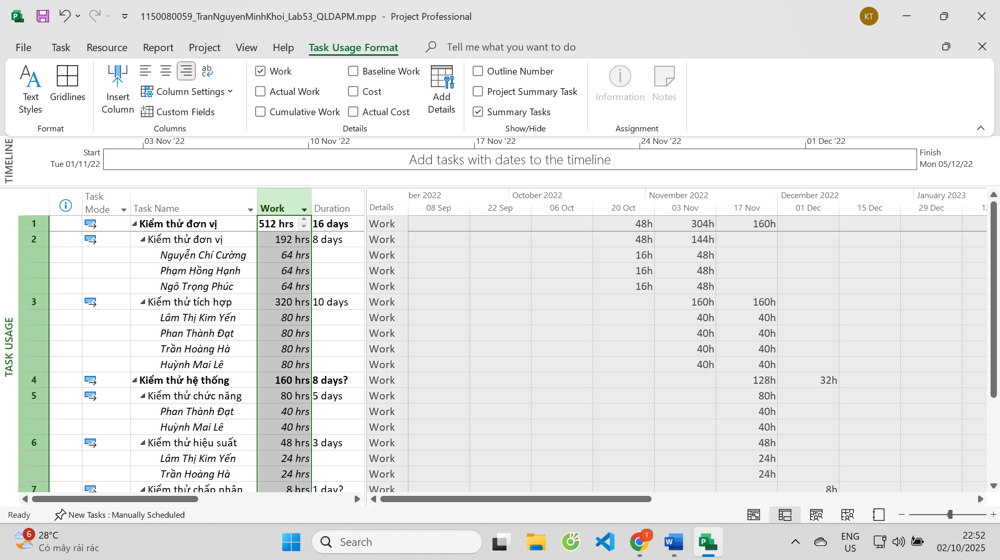 1150080059_TranNguyenMinhKhoi_Lab53_QLDAPM.mpp - Project Professional
KT
File Task Resource Report Project View Help Task Usage Format Tell me what you want to do
Text Styles
Gridlines
Format
Insert Column
Column Settings
Custom Fields
Columns
Work
Actual Work
Cumulative Work
Baseline Work
Cost
Actual Cost
Add Details
Details
Outline Number
Project Summary Task
Summary Tasks
Show/Hide
Information
Notes
Assignment
TIMELINE
03 Nov '22 10 Nov '22 17 Nov '22 24 Nov '22 01 Dec '22
Start
Tue 01/11/22
Add tasks with dates to the timeline
Finish
Mon 05/12/22
TASK USAGE
Task Mode Task Name Work Duration Details
ber 2022 October 2022 November 2022 December 2022 January 2023
08 Sep 22 Sep 06 Oct 20 Oct 03 Nov 17 Nov 01 Dec 15 Dec 29 Dec 1
1 Kiểm thử đơn vị 512 hrs 16 days Work 48h 304h 160h
2 Kiểm thử đơn vị 192 hrs 8 days Work 48h 144h
Nguyễn Chí Cường 64 hrs Work 16h 48h
Phạm Hồng Hạnh 64 hrs Work 16h 48h
Ngô Trọng Phúc 64 hrs Work 16h 48h
3 Kiểm thử tích hợp 320 hrs 10 days Work 160h 160h
Lâm Thị Kim Yến 80 hrs Work 40h 40h
Phan Thành Đạt 80 hrs Work 40h 40h
Trần Hoàng Hà 80 hrs Work 40h 40h
Huỳnh Mai Lê 80 hrs Work 40h 40h
4 Kiểm thử hệ thống 160 hrs 8 days? Work 128h 32h
5 Kiểm thử chức năng 80 hrs 5 days Work 80h
Phan Thành Đạt 40 hrs Work 40h
Huỳnh Mai Lê 40 hrs Work 40h
6 Kiểm thử hiệu suất 48 hrs 3 days Work 48h
Lâm Thị Kim Yến 24 hrs Work 24h
Trần Hoàng Hà 24 hrs Work 24h
7 Kiểm thử chấp nhận 8 hrs 1 day? Work 8h
Ready New Tasks : Manually Scheduled
6 28°C
Có mây rải rác
Search
T
ENG
US
22:52
02/10/2025